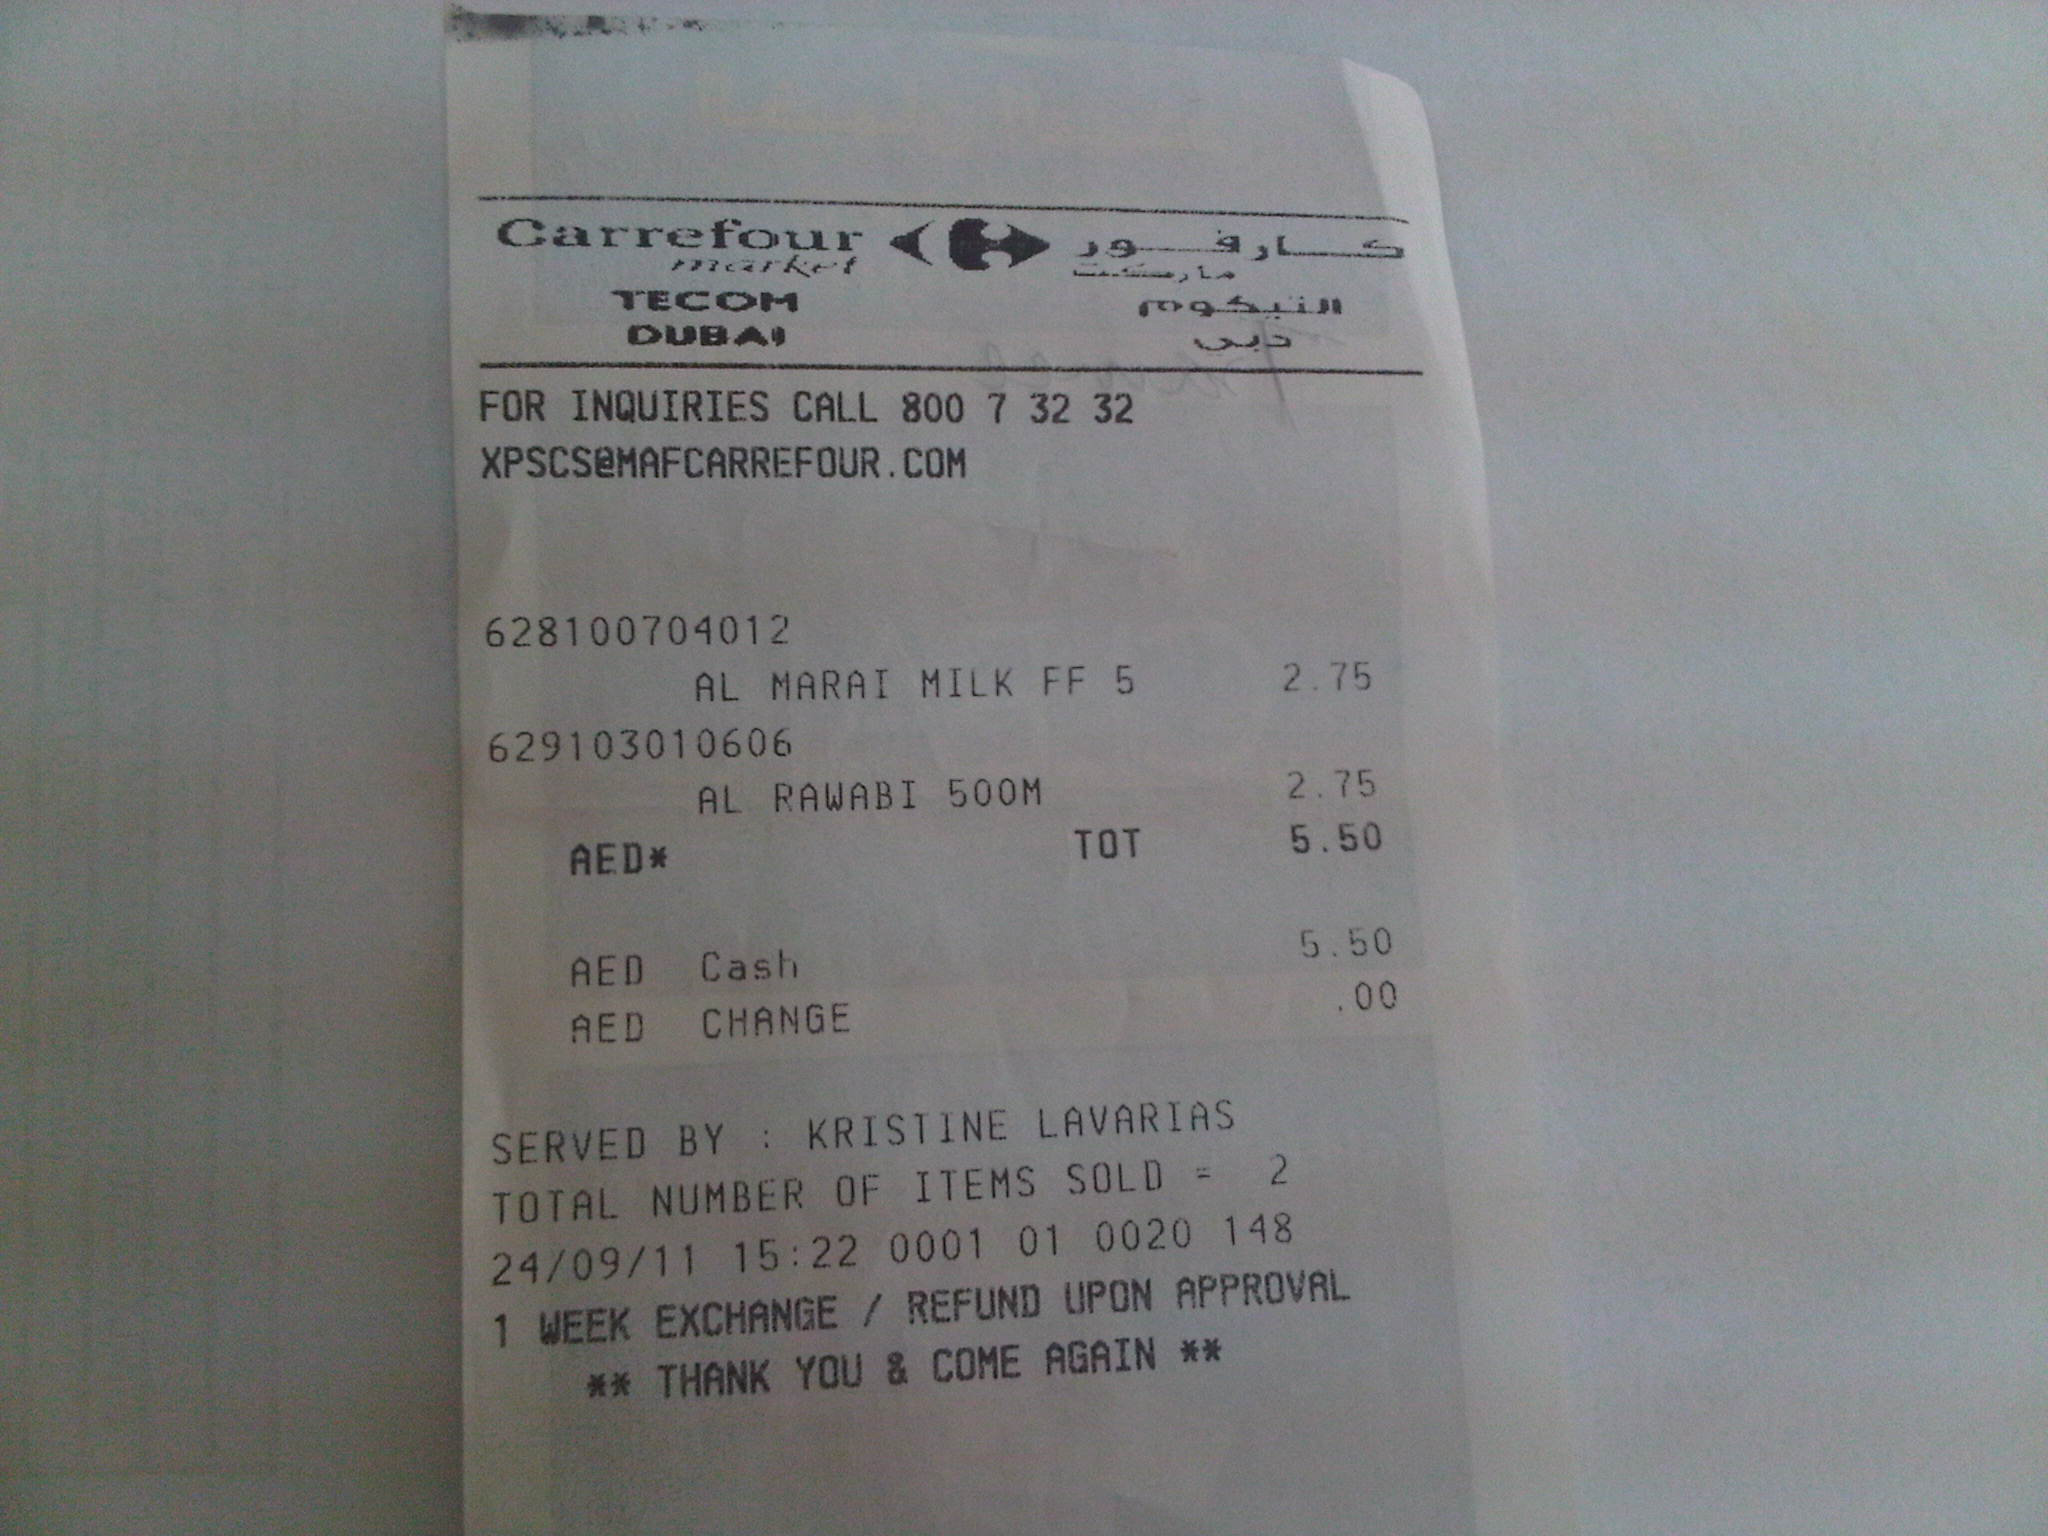 Carrefour كارفور
market ماركت
TECOM التيكوم
DUBAI دبي
FOR INQUIRIES CALL 800 7 32 32
XPSCS@MAFCARREFOUR.COM
628100704012
AL MARAI MILK FF 5 2.75
629103010606
AL RAWABI 500M 2.75
AED* TOT 5.50
AED Cash 5.50
AED CHANGE .00
SERVED BY : KRISTINE LAVARIAS
TOTAL NUMBER OF ITEMS SOLD = 2
24/09/11 15:22 0001 01 0020 148
1 WEEK EXCHANGE / REFUND UPON APPROVAL
** THANK YOU & COME AGAIN **